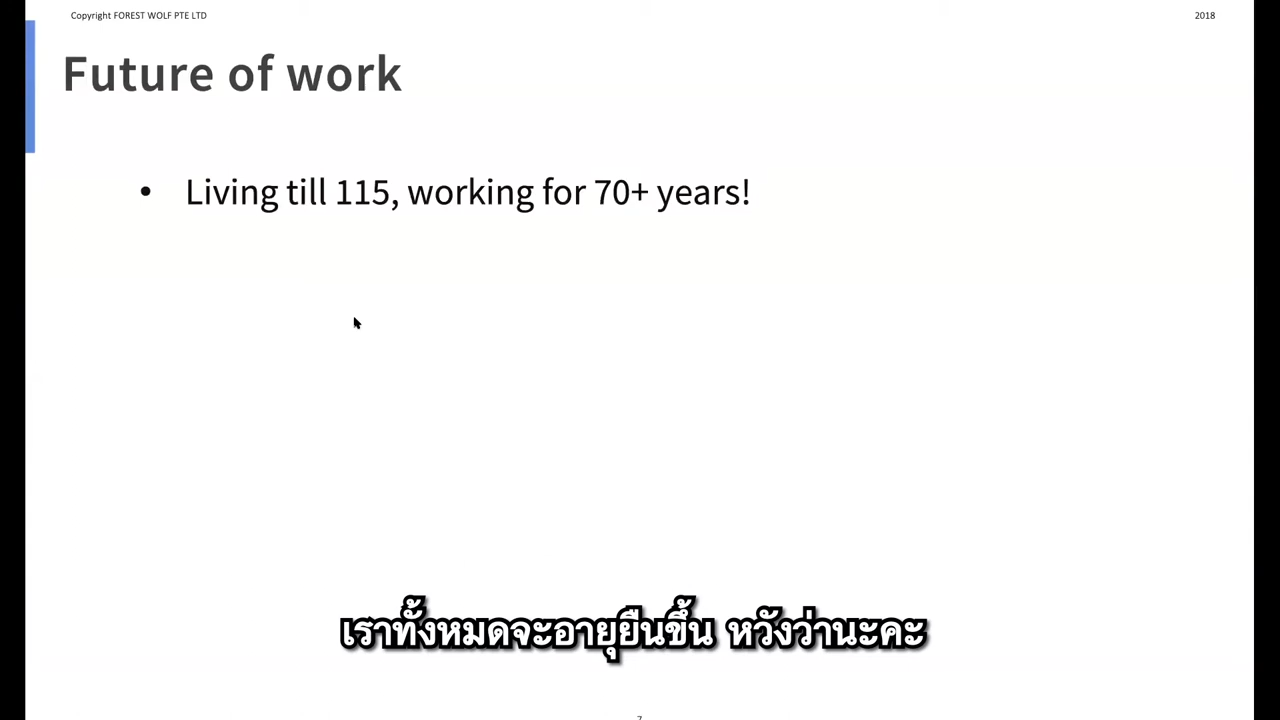 Copyright FOREST WOLF PTE LTD
2018
Future of work
• Living till 115, working for 70+ years!
เราทั้งหมดจะอายุยืนขึ้น หวังว่านะคะ
7